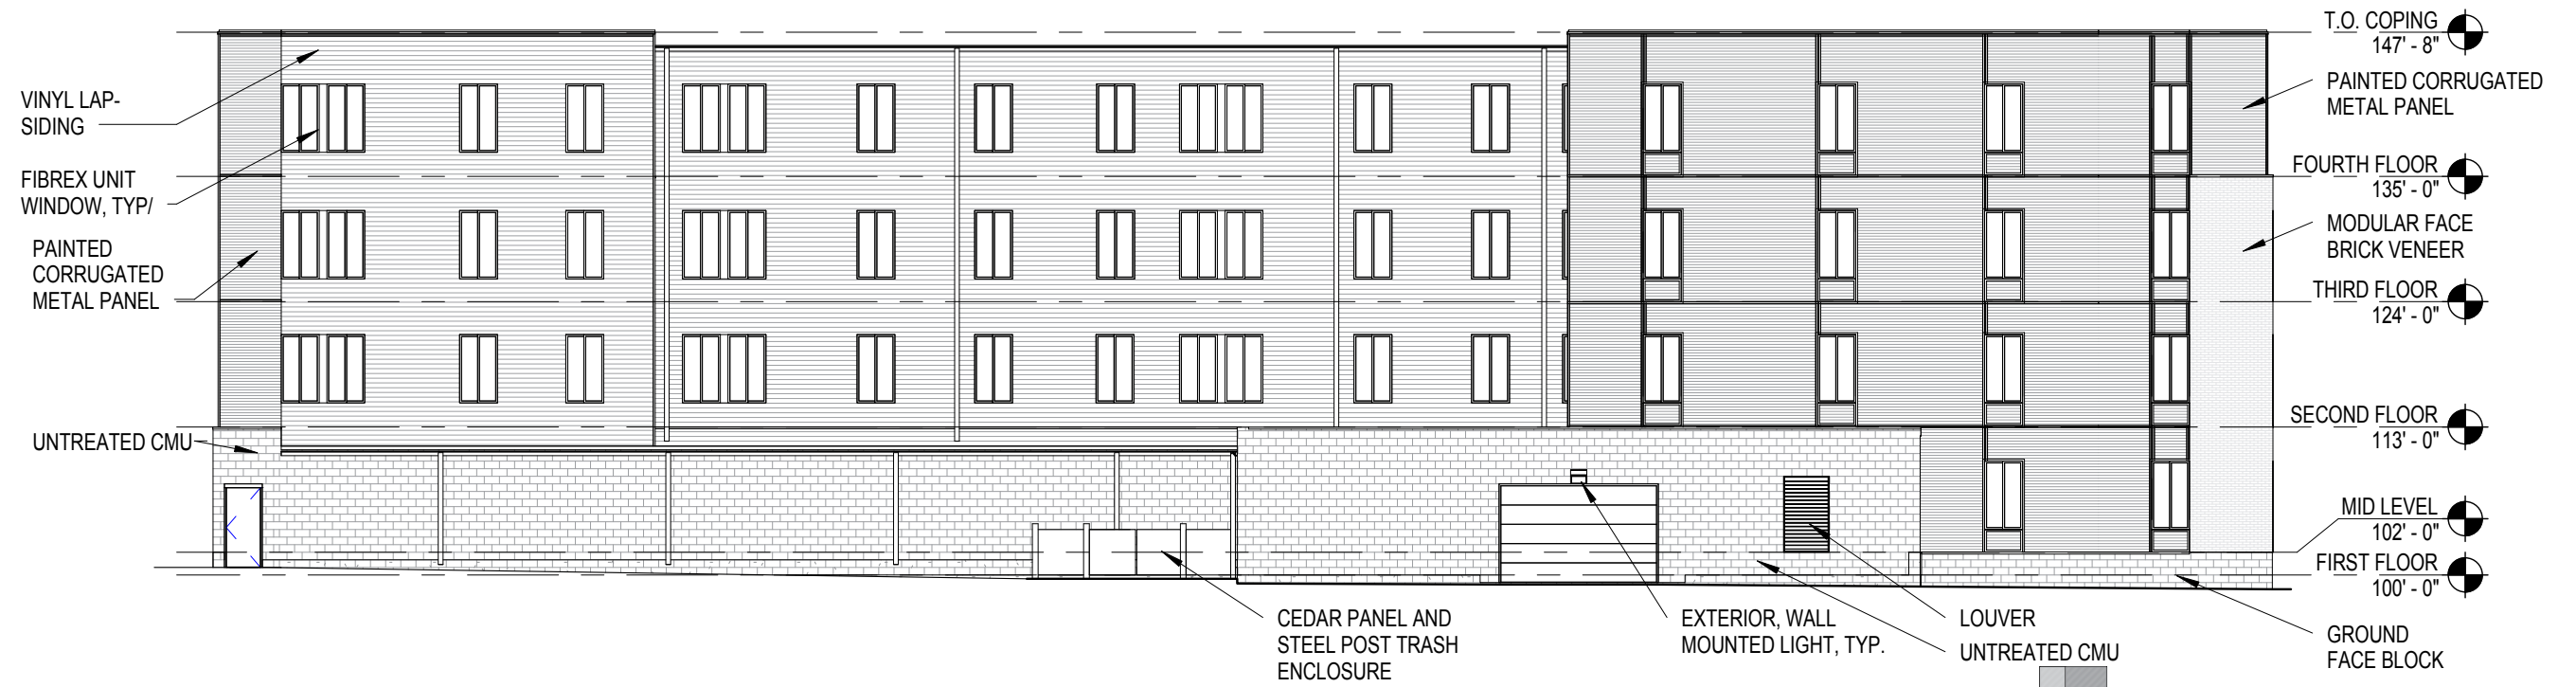 VINYL LAP-
SIDING
FIBREX UNIT
WINDOW, TYP/
PAINTED
CORRUGATED
METAL PANEL
UNTREATED CMU
T.O. COPING
147' - 8"
PAINTED CORRUGATED
METAL PANEL
FOURTH FLOOR
135' - 0"
MODULAR FACE
BRICK VENEER
THIRD FLOOR
124' - 0"
SECOND FLOOR
113' - 0"
MID LEVEL
102' - 0"
FIRST FLOOR
100' - 0"
CEDAR PANEL AND
STEEL POST TRASH
ENCLOSURE
EXTERIOR, WALL
MOUNTED LIGHT, TYP.
LOUVER
UNTREATED CMU
GROUND
FACE BLOCK